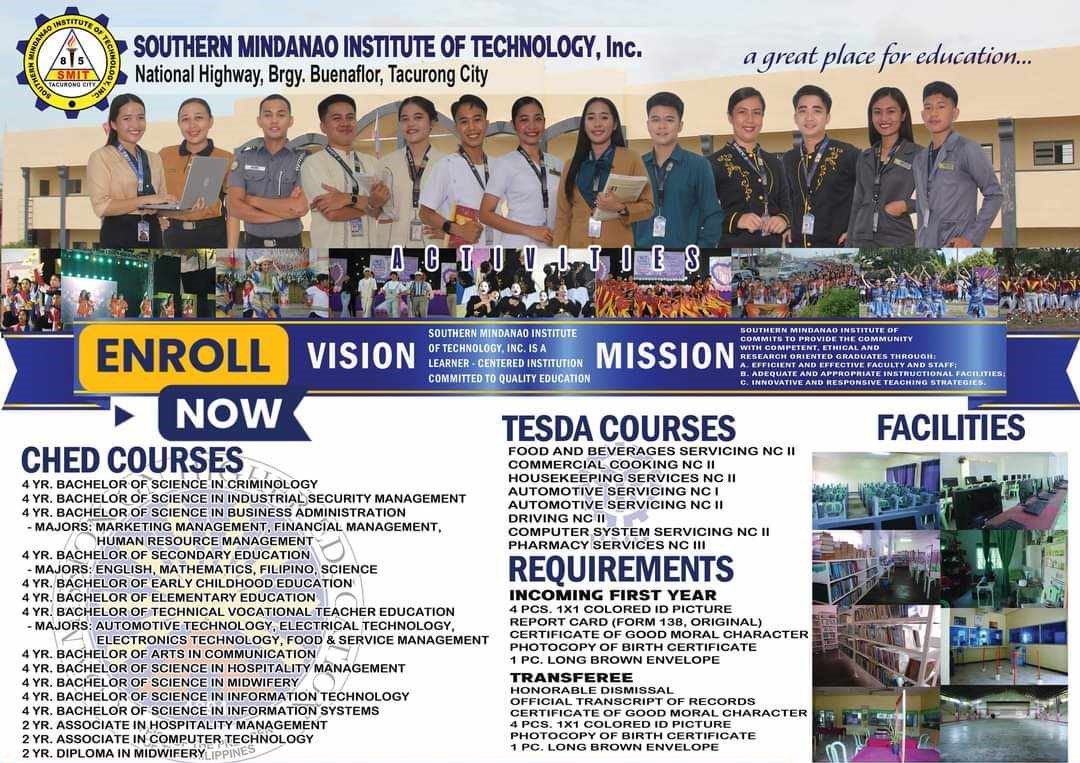 SOUTHERN MINDANAO INSTITUTE OF TECHNOLOGY, INC.
85
SMIT
TACURONG CITY
SOUTHERN MINDANAO INSTITUTE OF TECHNOLOGY, Inc.
National Highway, Brgy. Buenaflor, Tacurong City
a great place for education...
ACTIVITIES
ENROLL
NOW
VISION
SOUTHERN MINDANAO INSTITUTE
OF TECHNOLOGY, INC. IS A
LEARNER - CENTERED INSTITUTION
COMMITTED TO QUALITY EDUCATION
MISSION
SOUTHERN MINDANAO INSTITUTE OF
COMMITS TO PROVIDE THE COMMUNITY
WITH COMPETENT, ETHICAL AND
RESEARCH ORIENTED GRADUATES THROUGH:
A. EFFICIENT AND EFFECTIVE FACULTY AND STAFF;
B. ADEQUATE AND APPROPRIATE INSTRUCTIONAL FACILITIES;
C. INNOVATIVE AND RESPONSIVE TEACHING STRATEGIES.
CHED COURSES
4 YR. BACHELOR OF SCIENCE IN CRIMINOLOGY
4 YR. BACHELOR OF SCIENCE IN INDUSTRIAL SECURITY MANAGEMENT
4 YR. BACHELOR OF SCIENCE IN BUSINESS ADMINISTRATION
- MAJORS: MARKETING MANAGEMENT, FINANCIAL MANAGEMENT,
HUMAN RESOURCE MANAGEMENT
4 YR. BACHELOR OF SECONDARY EDUCATION
- MAJORS: ENGLISH, MATHEMATICS, FILIPINO, SCIENCE
4 YR. BACHELOR OF EARLY CHILDHOOD EDUCATION
4 YR. BACHELOR OF ELEMENTARY EDUCATION
4 YR. BACHELOR OF TECHNICAL VOCATIONAL TEACHER EDUCATION
- MAJORS: AUTOMOTIVE TECHNOLOGY, ELECTRICAL TECHNOLOGY,
ELECTRONICS TECHNOLOGY, FOOD & SERVICE MANAGEMENT
4 YR. BACHELOR OF ARTS IN COMMUNICATION
4 YR. BACHELOR OF SCIENCE IN HOSPITALITY MANAGEMENT
4 YR. BACHELOR OF SCIENCE IN MIDWIFERY
4 YR. BACHELOR OF SCIENCE IN INFORMATION TECHNOLOGY
4 YR. BACHELOR OF SCIENCE IN INFORMATION SYSTEMS
2 YR. ASSOCIATE IN HOSPITALITY MANAGEMENT
2 YR. ASSOCIATE IN COMPUTER TECHNOLOGY
2 YR. DIPLOMA IN MIDWIFERY
TESDA COURSES
FOOD AND BEVERAGES SERVICING NC II
COMMERCIAL COOKING NC II
HOUSEKEEPING SERVICES NC II
AUTOMOTIVE SERVICING NC I
AUTOMOTIVE SERVICING NC II
DRIVING NC II
COMPUTER SYSTEM SERVICING NC II
PHARMACY SERVICES NC III
REQUIREMENTS
INCOMING FIRST YEAR
4 PCS. 1X1 COLORED ID PICTURE
REPORT CARD (FORM 138, ORIGINAL)
CERTIFICATE OF GOOD MORAL CHARACTER
PHOTOCOPY OF BIRTH CERTIFICATE
1 PC. LONG BROWN ENVELOPE
TRANSFEREE
HONORABLE DISMISSAL
OFFICIAL TRANSCRIPT OF RECORDS
CERTIFICATE OF GOOD MORAL CHARACTER
4 PCS. 1X1 COLORED ID PICTURE
PHOTOCOPY OF BIRTH CERTIFICATE
1 PC. LONG BROWN ENVELOPE
FACILITIES